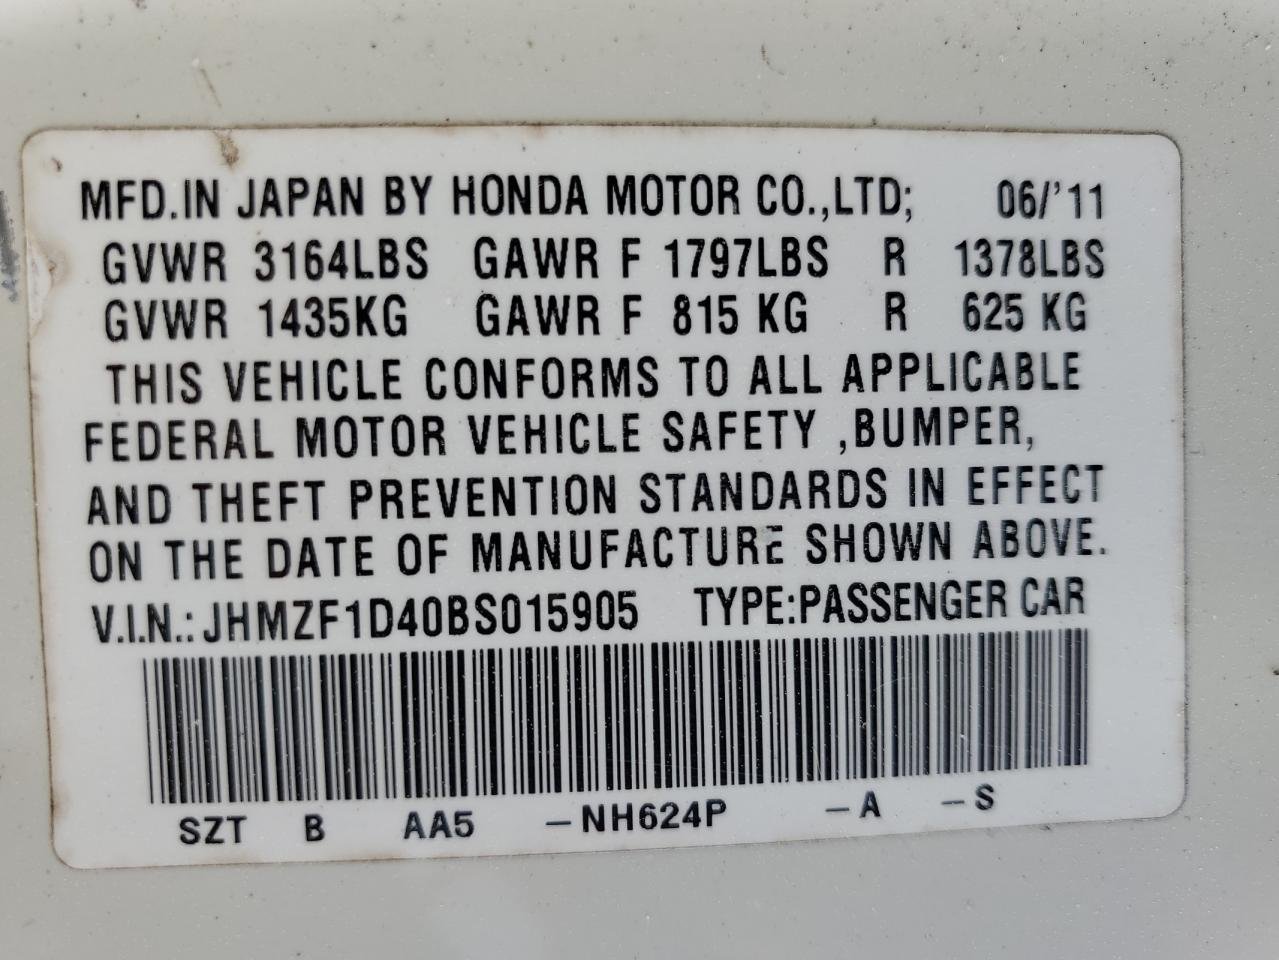 MFD.IN JAPAN BY HONDA MOTOR CO.,LTD; 06/'11
GVWR 3164LBS GAWR F 1797LBS R 1378LBS
GVWR 1435KG GAWR F 815 KG R 625 KG
THIS VEHICLE CONFORMS TO ALL APPLICABLE
FEDERAL MOTOR VEHICLE SAFETY ,BUMPER,
AND THEFT PREVENTION STANDARDS IN EFFECT
ON THE DATE OF MANUFACTURE SHOWN ABOVE.
V.I.N.: JHMZF1D40BS015905 TYPE:PASSENGER CAR
SZT B AA5 –NH624P –A –S